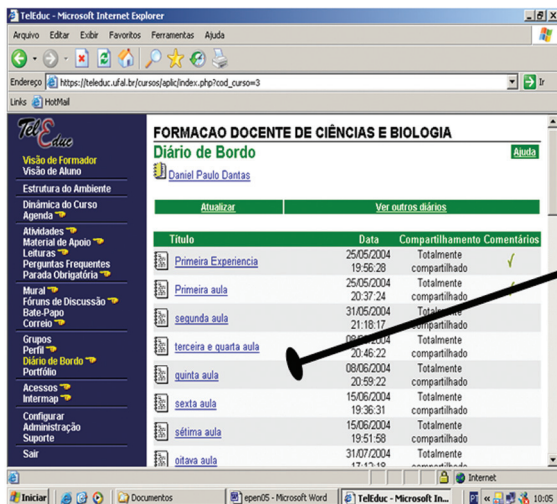 TelEduc - Microsoft Internet Explorer
Arquivo Editar Exibir Favoritos Ferramentas Ajuda
Endereço https://teleduc.ufal.br/cursos/aplic/index.php?cod_curso=3 Ir
Links HotMail
TelEduc
Visão de Formador
Visão de Aluno
Estrutura do Ambiente
Dinâmica do Curso
Agenda
Atividades
Material de Apoio
Leituras
Perguntas Frequentes
Parada Obrigatória
Mural
Fóruns de Discussão
Bate-Papo
Correio
Grupos
Perfil
Diário de Bordo
Portfólio
Acessos
Intermap
Configurar
Administração
Suporte
Sair
FORMACAO DOCENTE DE CIÊNCIAS E BIOLOGIA
Diário de Bordo Ajuda
Daniel Paulo Dantas
Atualizar Ver outros diários
Título Data Compartilhamento Comentários
Primeira Experiencia 25/05/2004 19:56:28 Totalmente compartilhado
Primeira aula 25/05/2004 20:37:24 Totalmente compartilhado
segunda aula 31/05/2004 21:18:17 Totalmente compartilhado
terceira e quarta aula 20:46:22 Totalmente compartilhado
quinta aula 08/06/2004 20:59:22 Totalmente compartilhado
sexta aula 15/06/2004 19:36:31 Totalmente compartilhado
sétima aula 15/06/2004 19:51:58 Totalmente compartilhado
oitava aula 31/07/2004 17:12:18 Totalmente compartilhado
Internet
Iniciar Documentos epen05 - Microsoft Word TelEduc - Microsoft In... 10:05